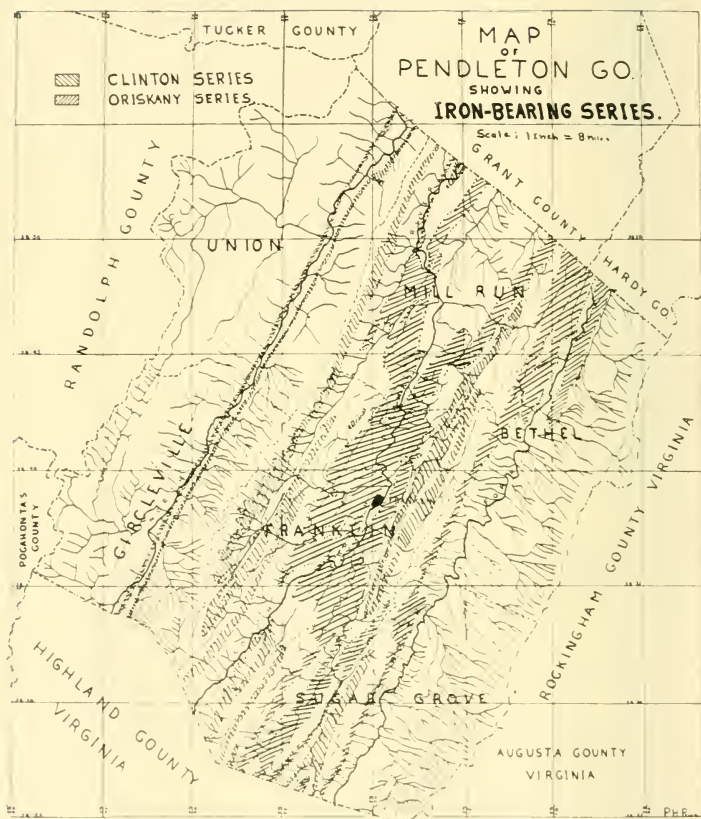 TUCKER COUNTY
MAP
OF
PENDLETON CO.
SHOWING
IRON-BEARING SERIES.
Scale: 1 Inch = 8 miles.
CLINTON SERIES
ORISKANY SERIES
GRANT COUNTY
HARDY CO.
RANDOLPH COUNTY
UNION
MILL RUN
BETHEL
CIRCLEVILLE
FRANKLIN
POCAHONTAS
COUNTY
ROCKINGHAM COUNTY VIRGINIA
HIGHLAND COUNTY
VIRGINIA
SUGAR GROVE
AUGUSTA COUNTY
VIRGINIA